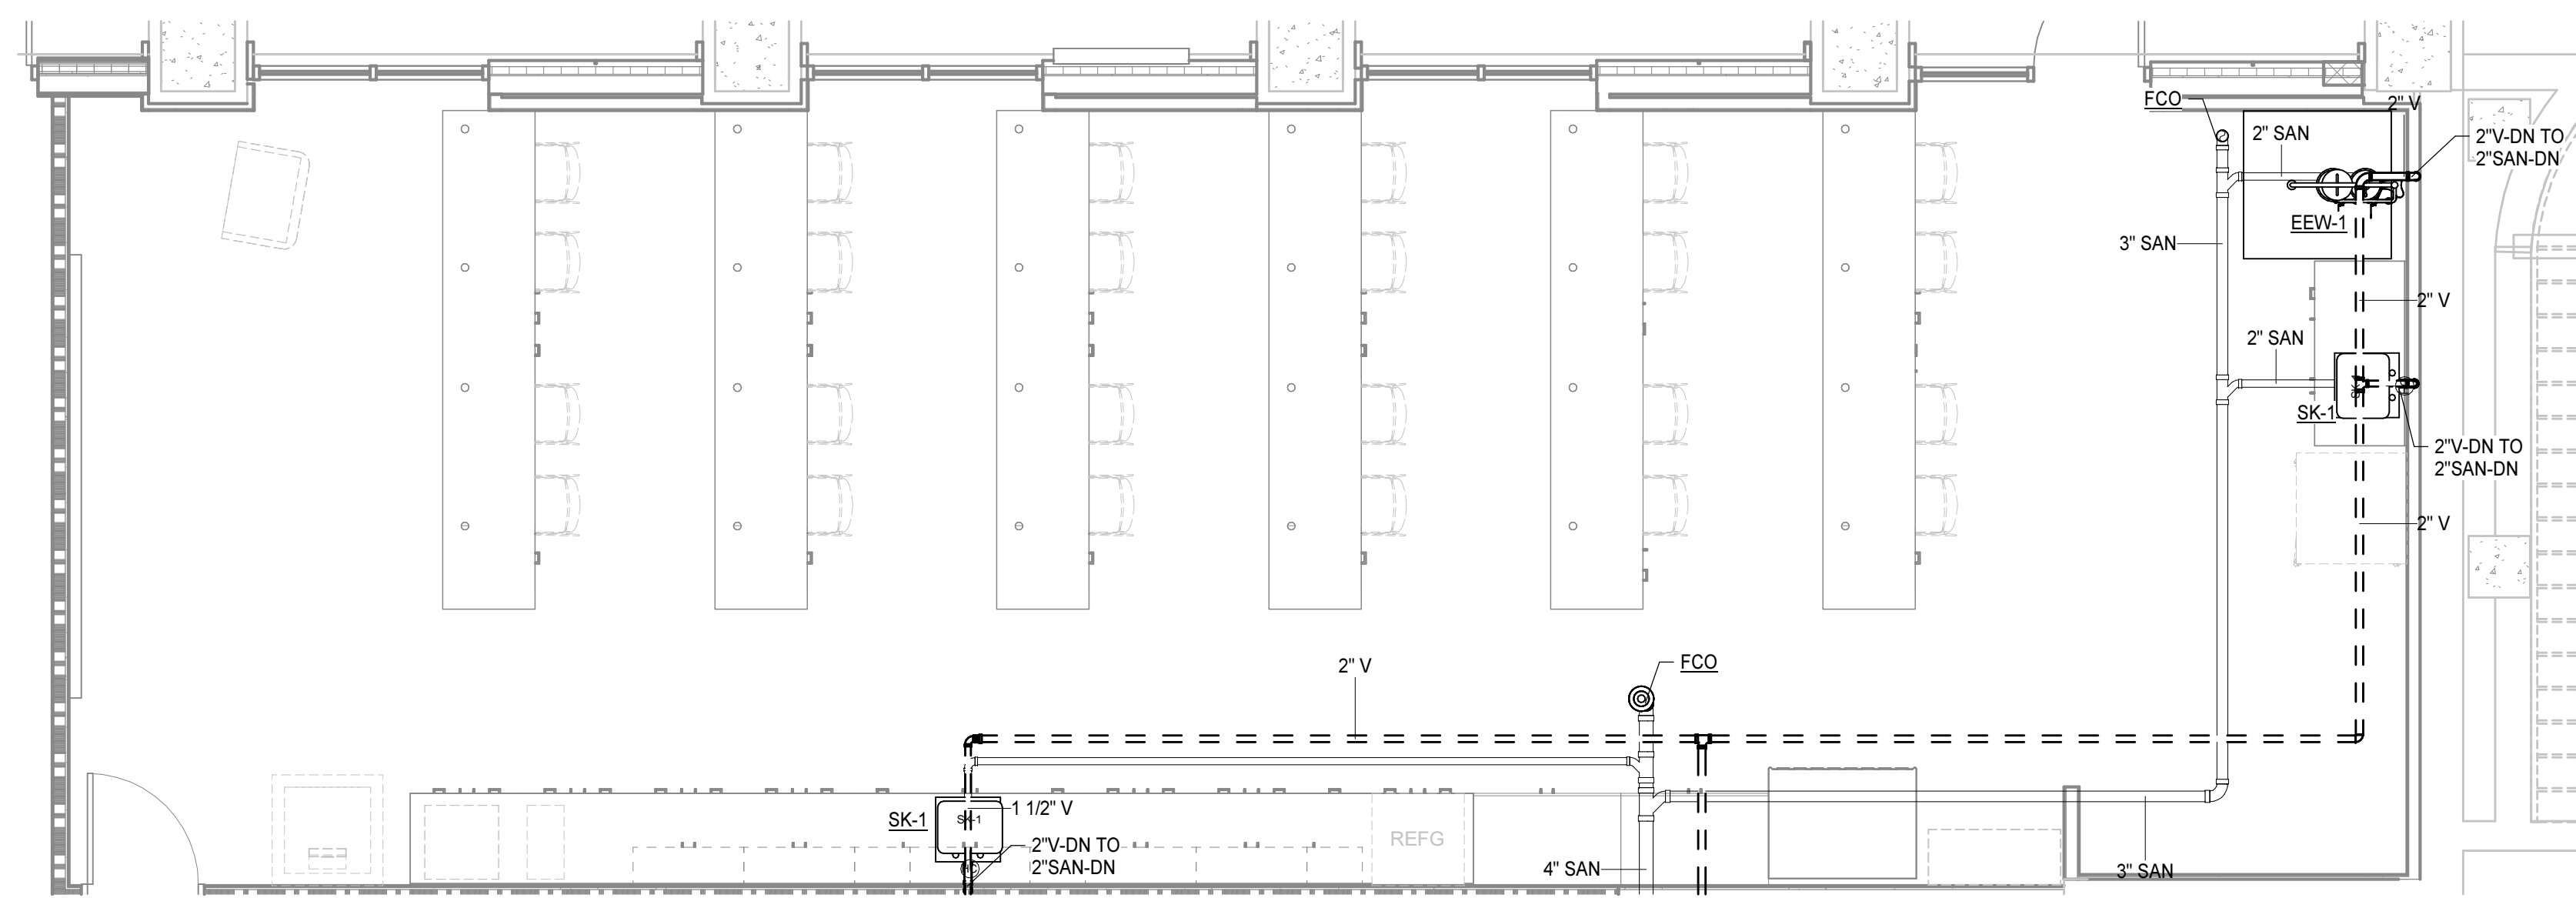 FCO
2" V
2" SAN
2"V-DN TO
2"SAN-DN
EEW-1
3" SAN
2" V
2" SAN
SK-1
SK-1
2"V-DN TO
2"SAN-DN
2" V
2" V
FCO
1 1/2" V
SK-1
SK-1
2"V-DN TO
2"SAN-DN
REFG
4" SAN
3" SAN